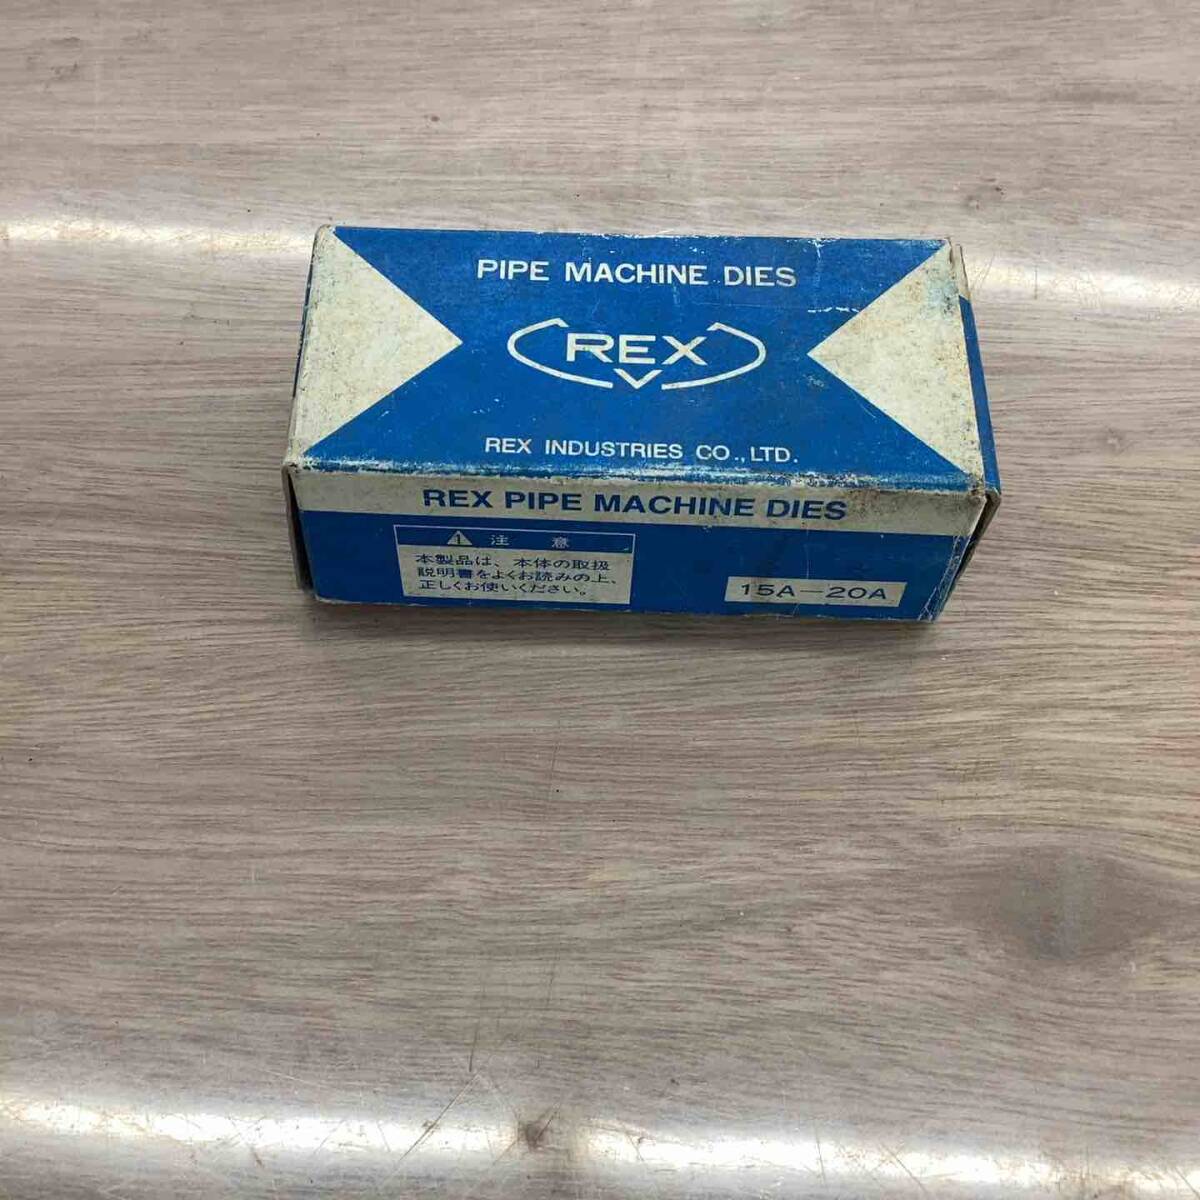 PIPE MACHINE DIES
REX
REX INDUSTRIES CO.,LTD.
REX PIPE MACHINE DIES
注意
本製品は、本体の取扱
説明書をよくお読みの上、
正しくお使いください。
15A－20A